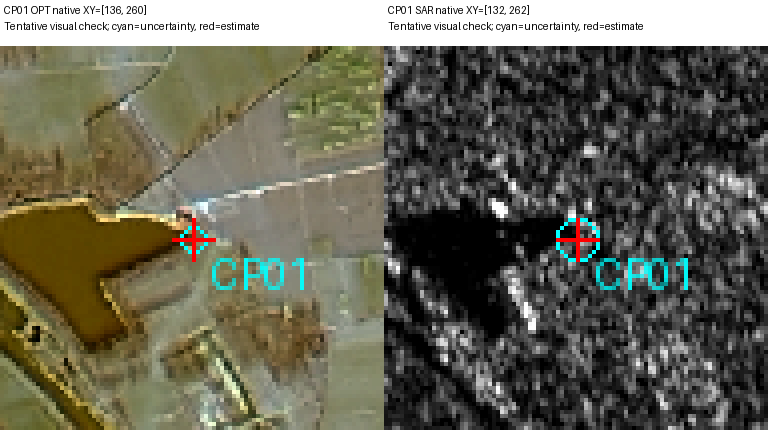 CP01 OPT native XY=[136, 260]
Tentative visual check; cyan=uncertainty, red=estimate
CP01 SAR native XY=[132, 262]
Tentative visual check; cyan=uncertainty, red=estimate
CP01
CP01